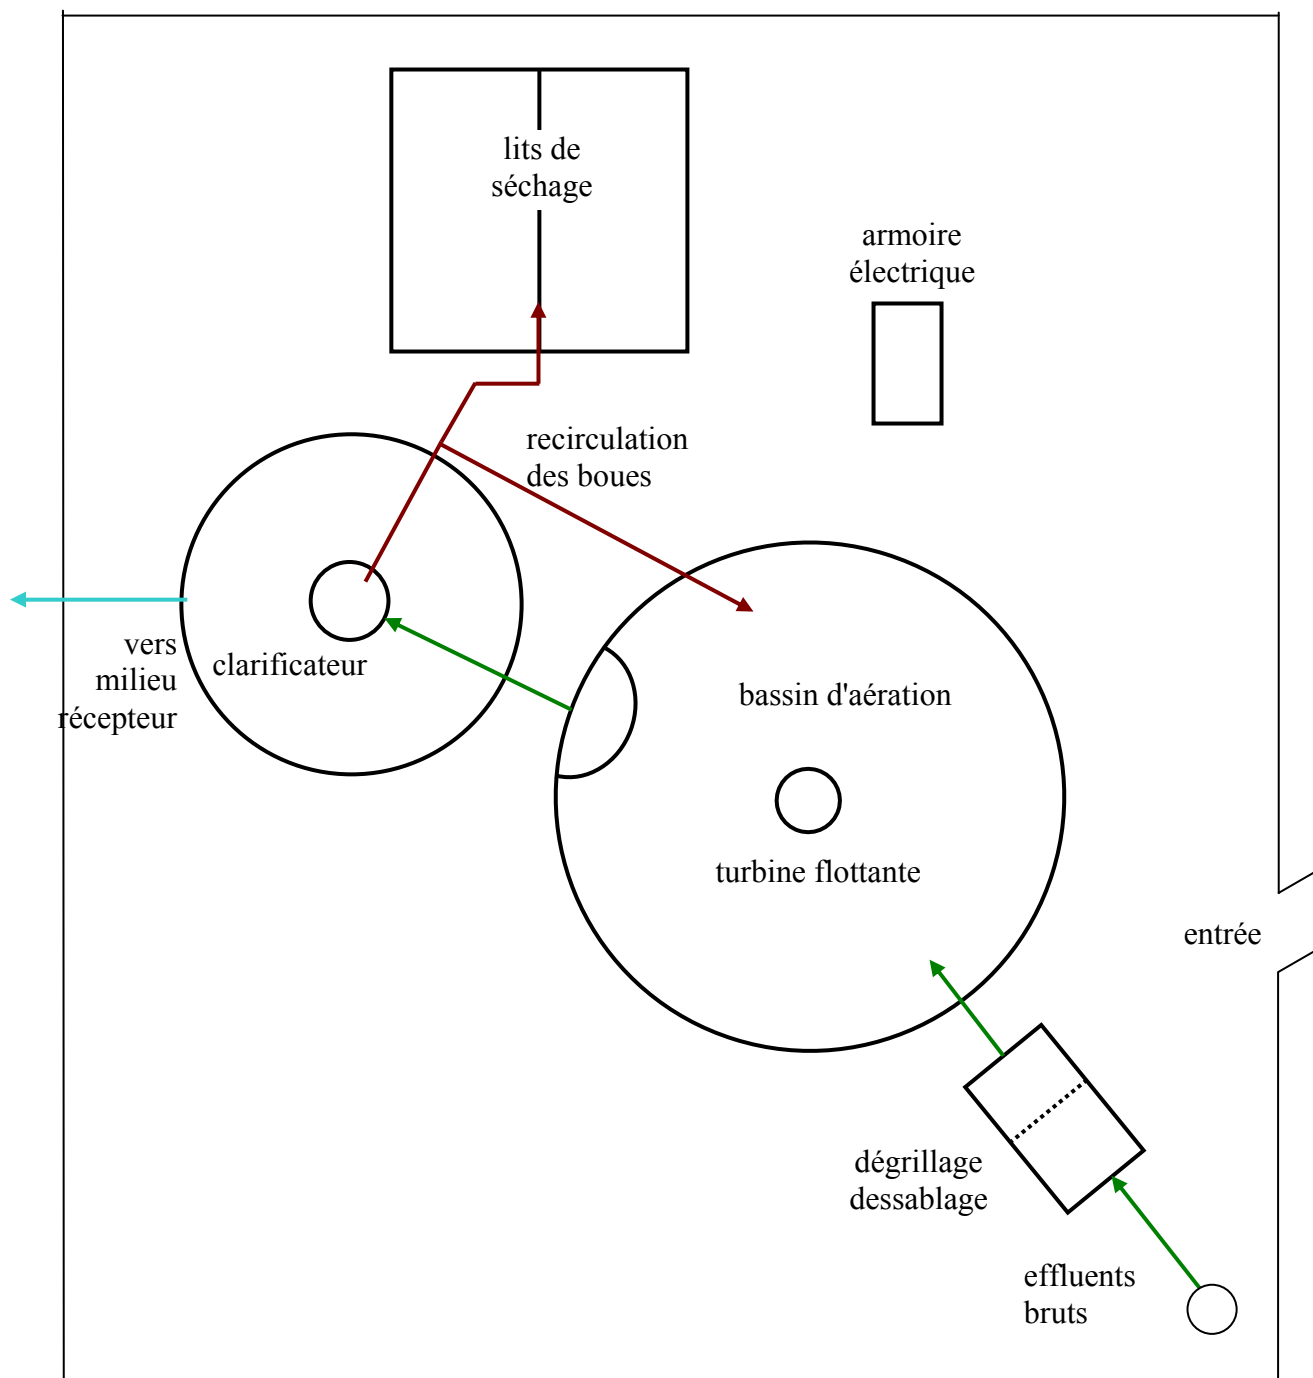 lits de
séchage
armoire
électrique
recirculation
des boues
vers
milieu
récepteur
clarificateur
bassin d'aération
turbine flottante
entrée
dégrillage
dessablage
effluents
bruts